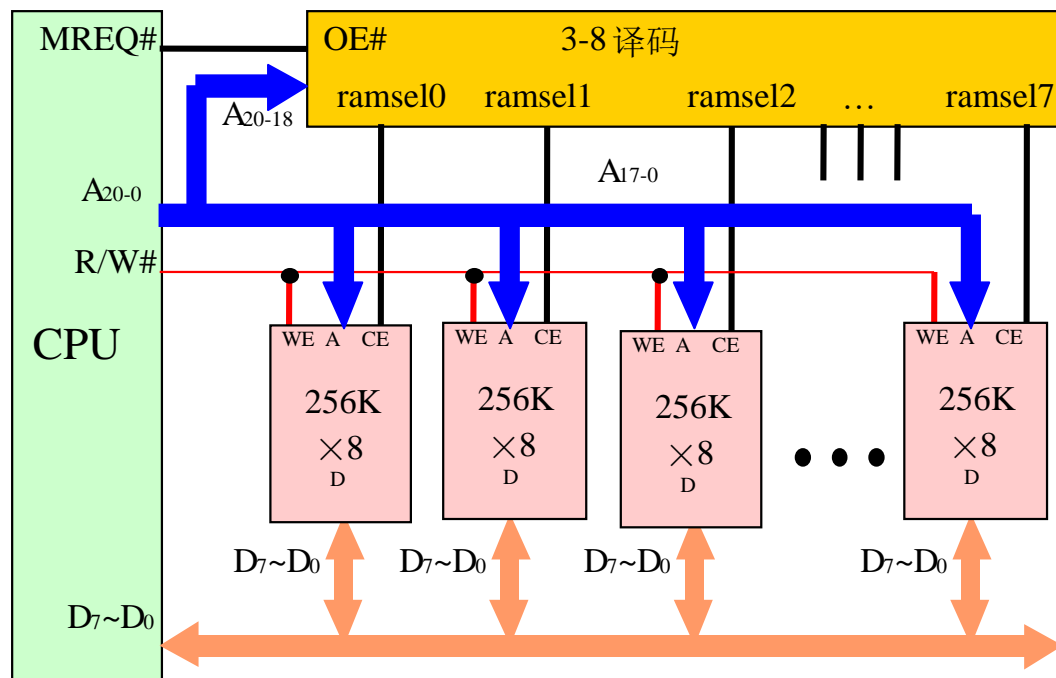 MREQ# OE# 3-8 译码
ramsel0 ramsel1 ramsel2 … ramsel7
A20-18
A20-0 A17-0
R/W#
CPU
WE A CE WE A CE WE A CE WE A CE
256K 256K 256K 256K
×8 ×8 ×8 ×8
D D D D
D7~D0 D7~D0 D7~D0 D7~D0
D7~D0